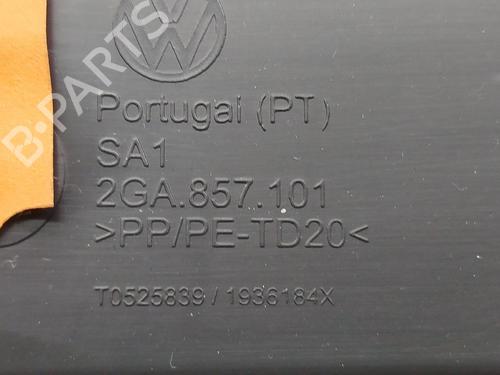 Portugal (PT)
SA1
2GA.857.101
>PP/PE-TD20<
T0525839 / 1936184X
B-PARTS